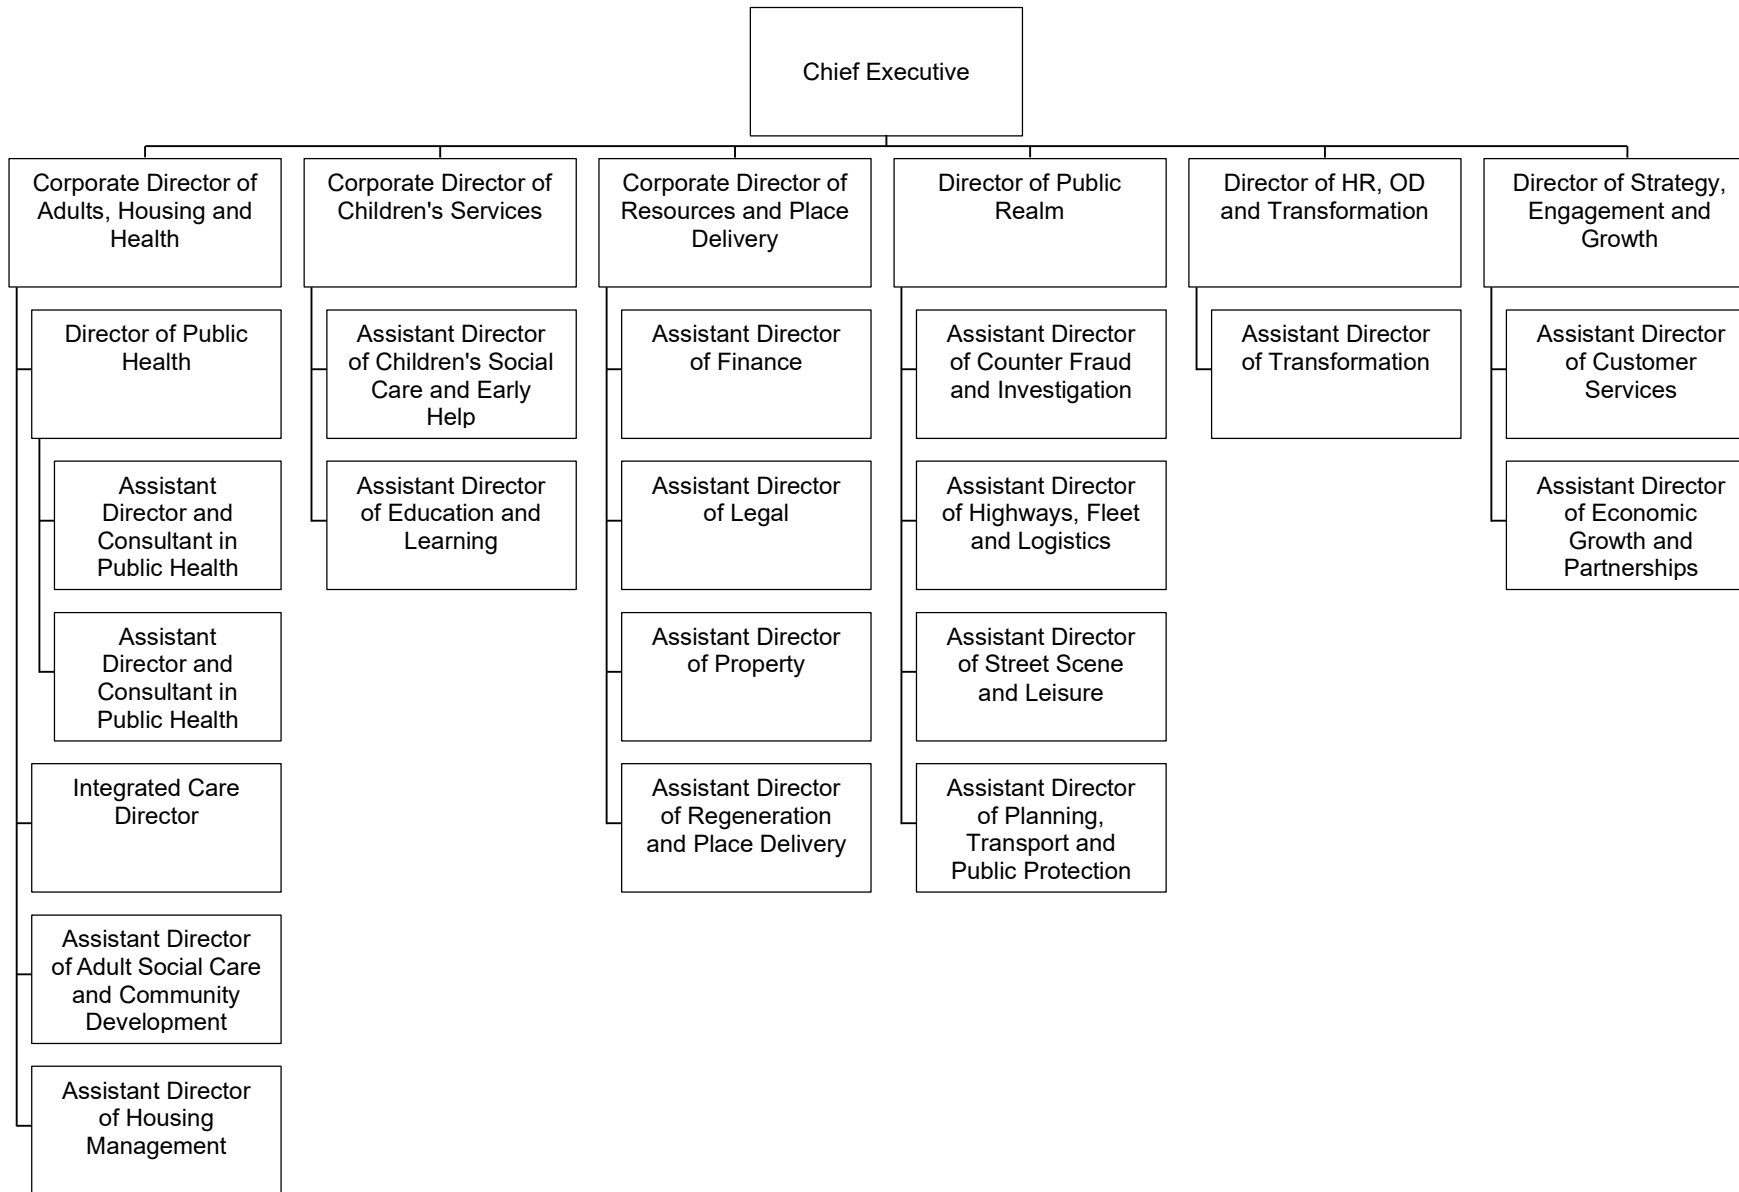 Chief Executive
Corporate Director of
Adults, Housing and
Health
Corporate Director of
Children's Services
Corporate Director of
Resources and Place
Delivery
Director of Public
Realm
Director of HR, OD
and Transformation
Director of Strategy,
Engagement and
Growth
Director of Public
Health
Assistant
Director and
Consultant in
Public Health
Assistant
Director and
Consultant in
Public Health
Integrated Care
Director
Assistant Director
of Adult Social Care
and Community
Development
Assistant Director
of Housing
Management
Assistant Director
of Children's Social
Care and Early
Help
Assistant Director
of Education and
Learning
Assistant Director
of Finance
Assistant Director
of Legal
Assistant Director
of Property
Assistant Director
of Regeneration
and Place Delivery
Assistant Director
of Counter Fraud
and Investigation
Assistant Director
of Highways, Fleet
and Logistics
Assistant Director
of Street Scene
and Leisure
Assistant Director
of Planning,
Transport and
Public Protection
Assistant Director
of Transformation
Assistant Director
of Customer
Services
Assistant Director
of Economic
Growth and
Partnerships